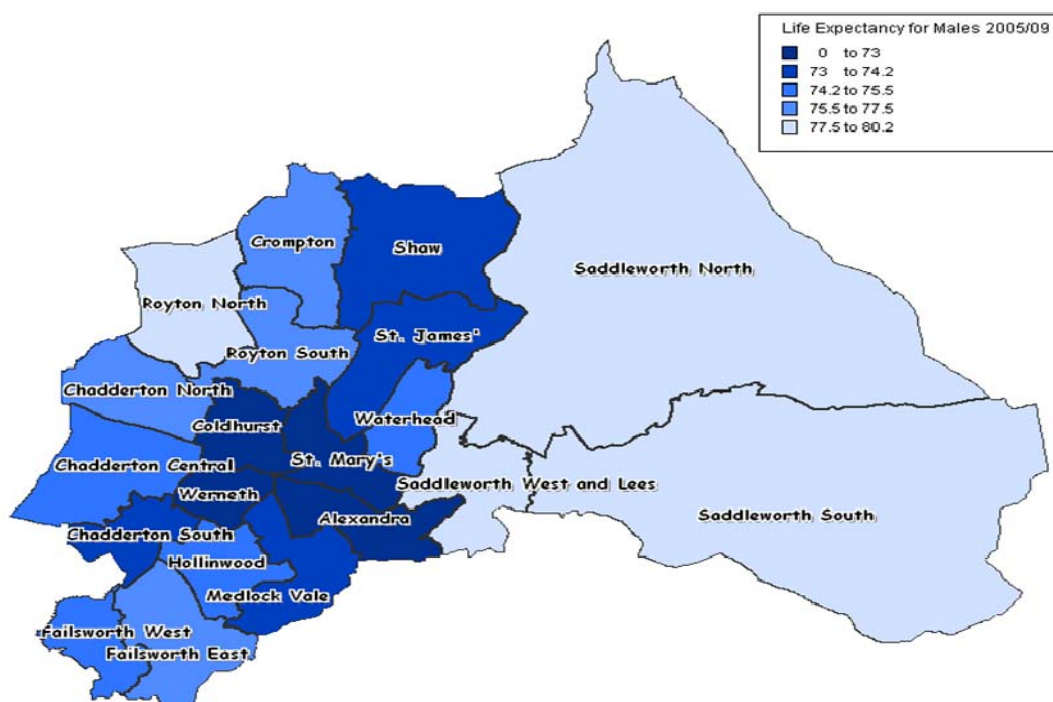 Life Expectancy for Males 2005/09
0 to 73
73 to 74.2
74.2 to 75.5
75.5 to 77.5
77.5 to 80.2
Crompton
Shaw
Saddleworth North
Royton North
St. James'
Royton South
Chadderton North
Waterhead
Coldhurst
St. Mary's
Chadderton Central
Saddleworth West and Lees
Werneth
Alexandra
Saddleworth South
Chadderton South
Hollinwood
Medlock Vale
Failsworth West
Failsworth East